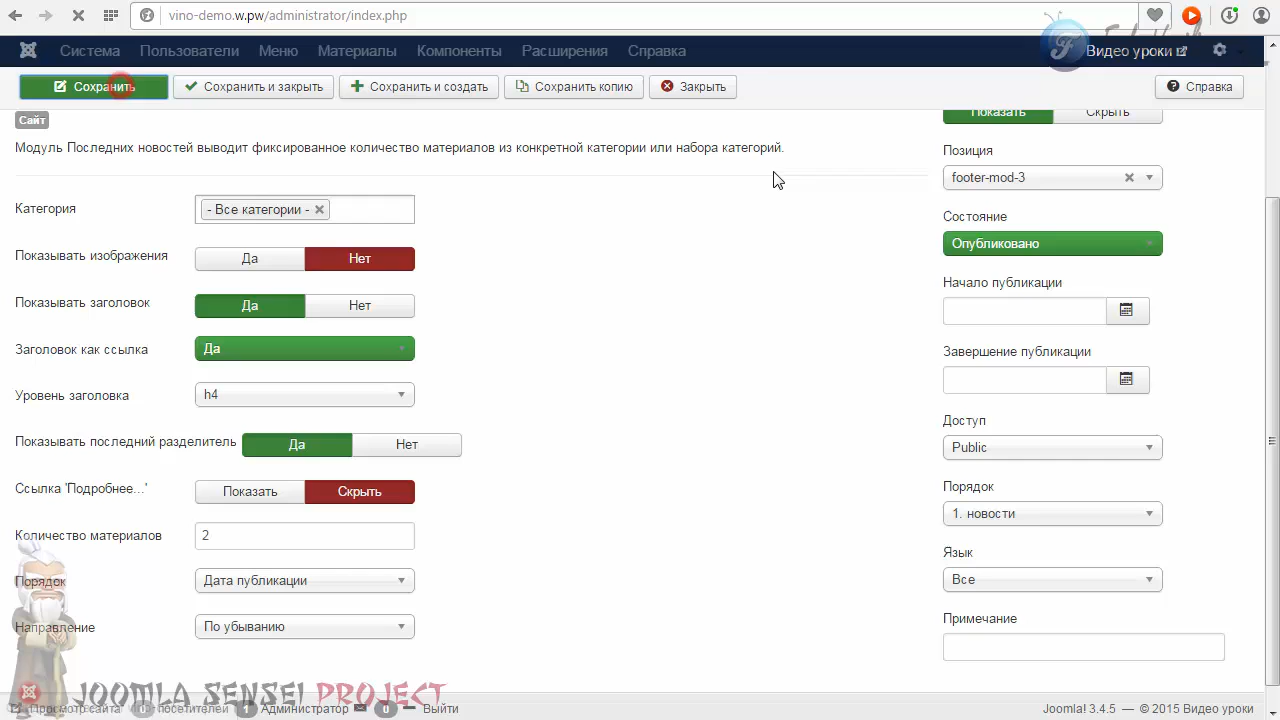 vino-demo.w.pw/administrator/index.php
Система Пользователи Меню Материалы Компоненты Расширения Справка Видео уроки
Сохранить Сохранить и закрыть Сохранить и создать Сохранить копию Закрыть Справка
Сайт
Показать Скрыть
Модуль Последних новостей выводит фиксированное количество материалов из конкретной категории или набора категорий.
Позиция
footer-mod-3
Категория - Все категории -
Состояние
Опубликовано
Показывать изображения Да Нет
Начало публикации
Показывать заголовок Да Нет
Заголовок как ссылка Да
Завершение публикации
Уровень заголовка h4
Доступ
Public
Показывать последний разделитель Да Нет
Порядок
1. новости
Ссылка 'Подробнее...' Показать Скрыть
Количество материалов 2
Язык
Все
Порядок Дата публикации
Примечание
Направление По убыванию
JOOMLA SENSEI PROJECT
Просмотр сайта 0 посетителей Администратор 0 Выйти
Joomla! 3.4.5 — © 2015 Видео уроки